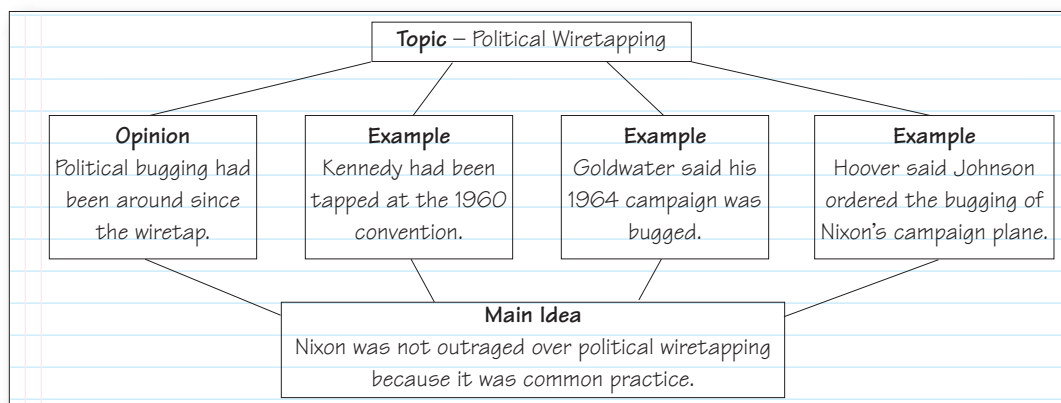 Topic – Political Wiretapping
Opinion
Political bugging had
been around since
the wiretap.
Example
Kennedy had been
tapped at the 1960
convention.
Example
Goldwater said his
1964 campaign was
bugged.
Example
Hoover said Johnson
ordered the bugging of
Nixon's campaign plane.
Main Idea
Nixon was not outraged over political wiretapping
because it was common practice.